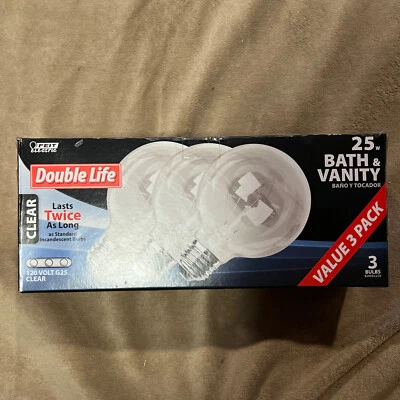 FEIT
ELECTRIC
Double Life
CLEAR
Lasts
Twice
As Long
as Standard
Incandescent Bulbs
120 VOLT G25
CLEAR
25W
BATH &
VANITY
BAÑO Y TOCADOR
VALUE 3 PACK
3
BULBS